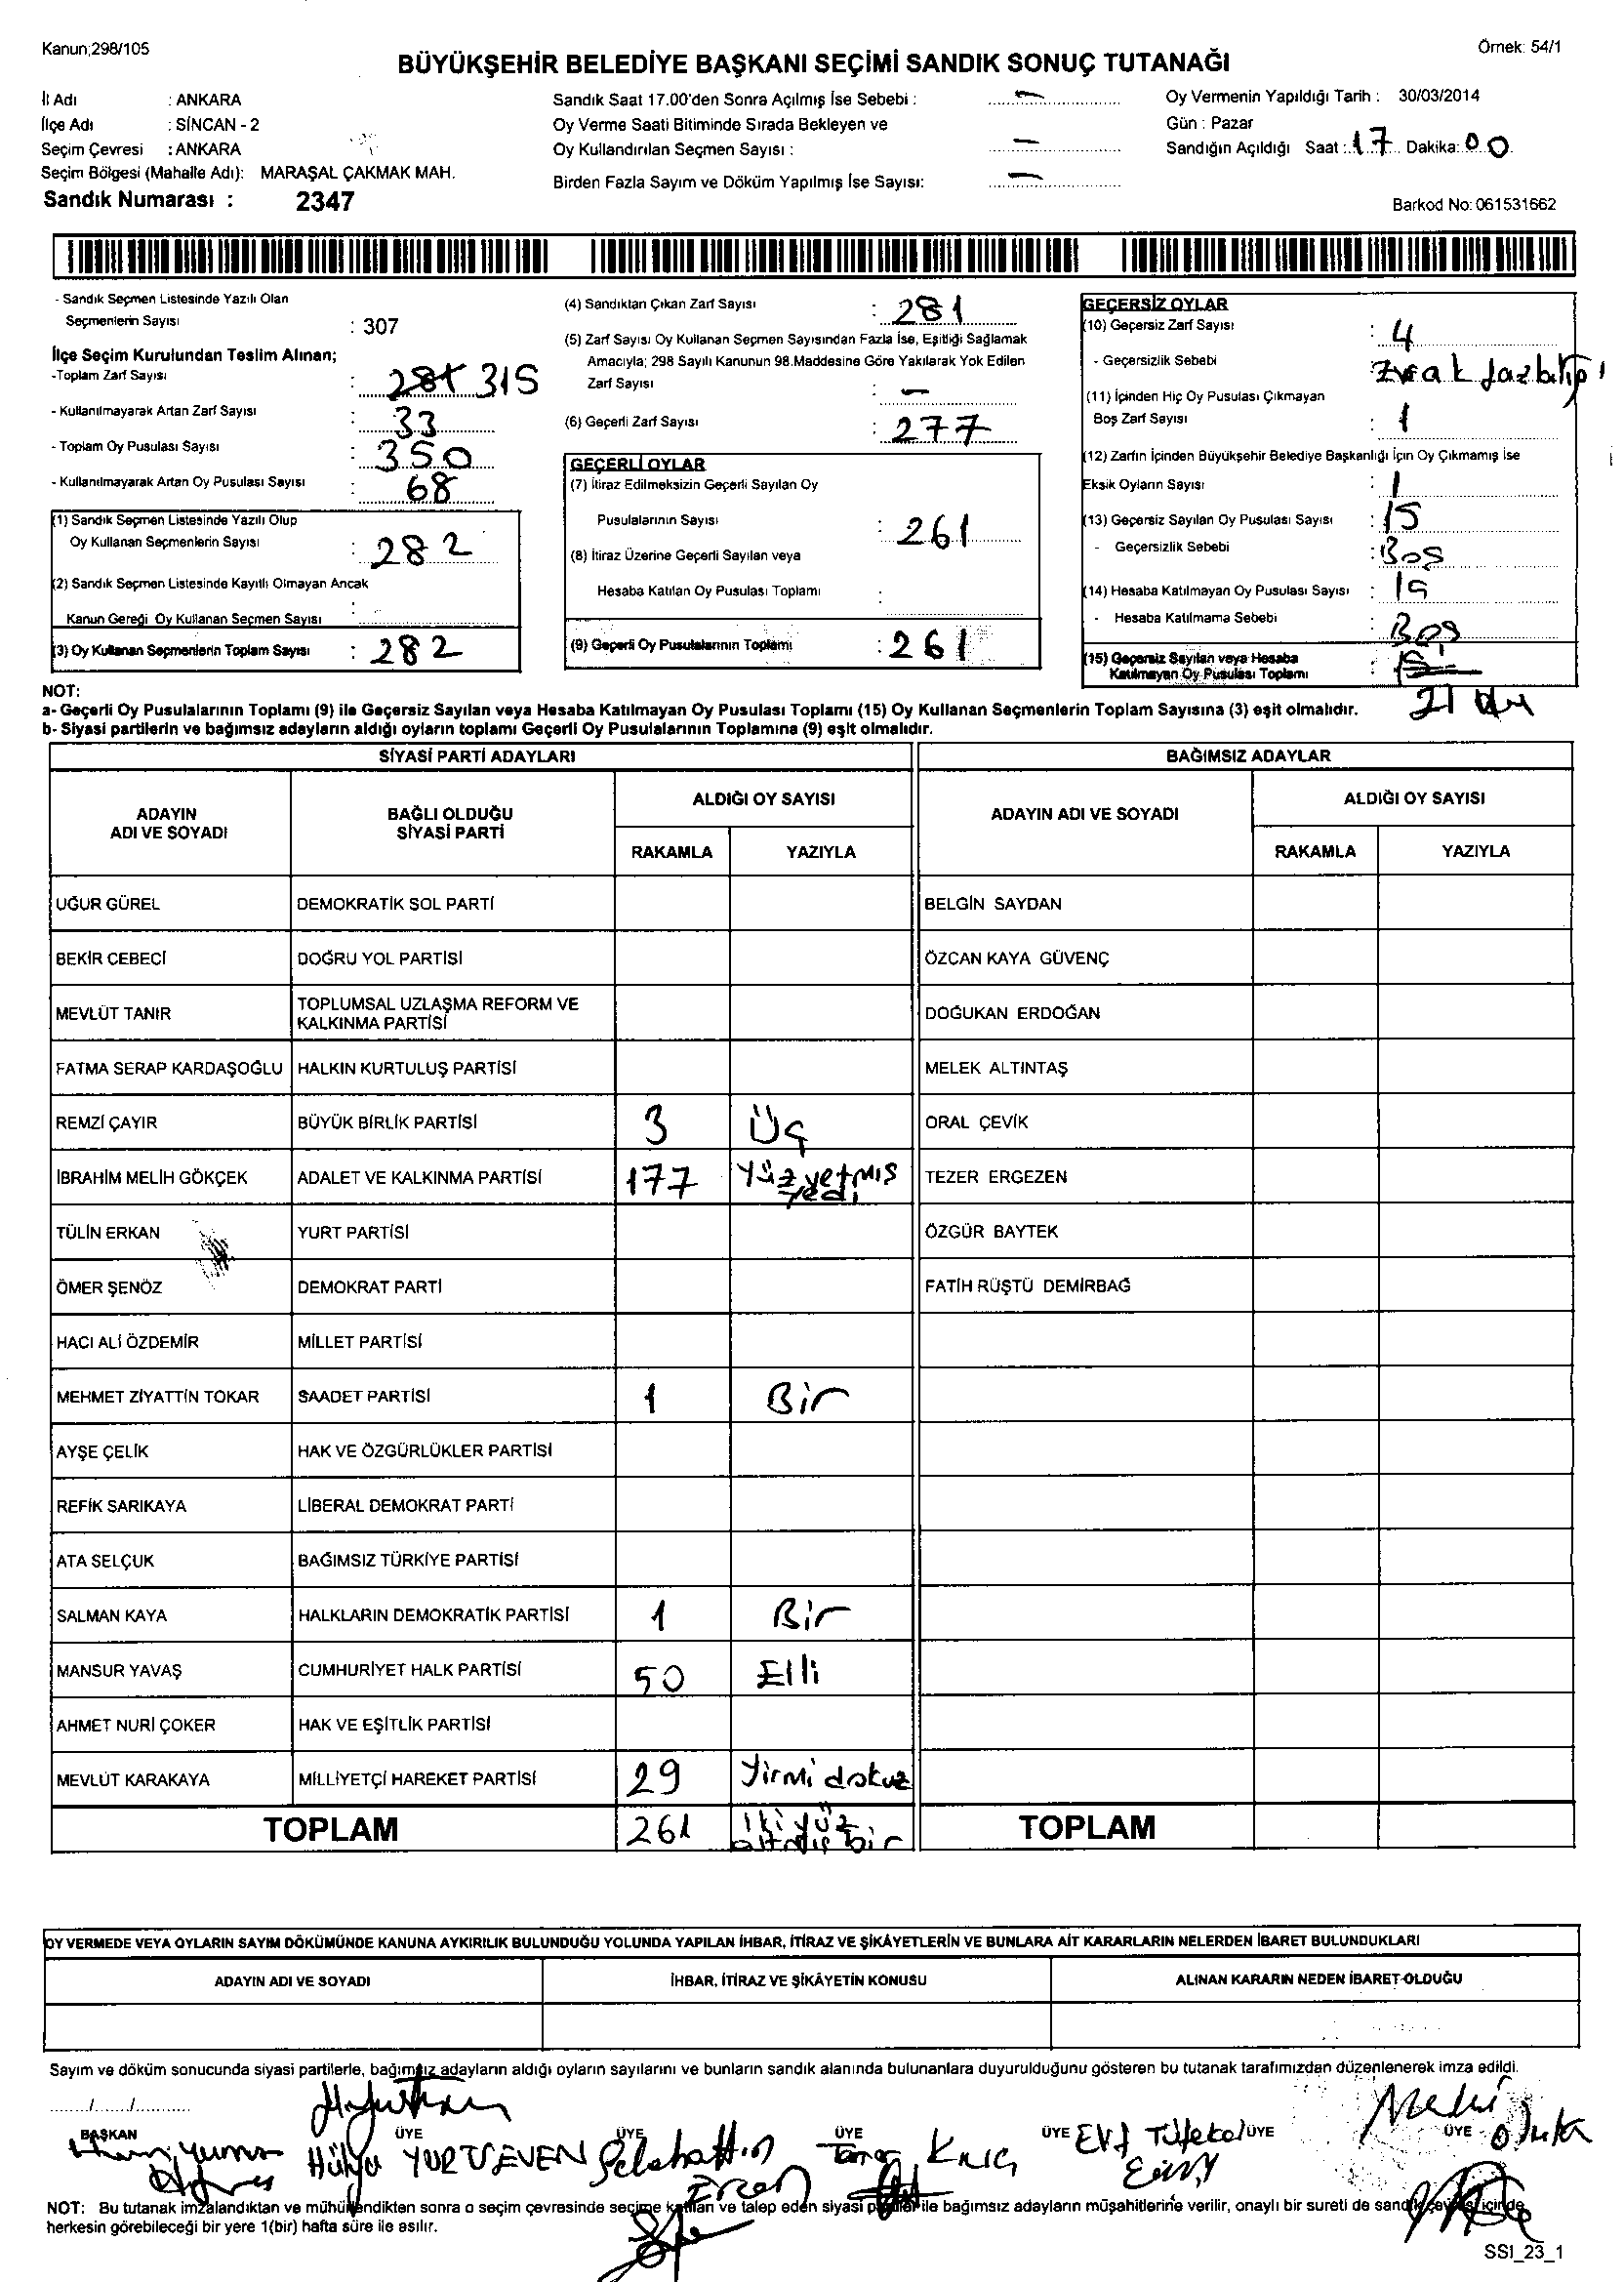 Kanun;298/105
Örnek: 54/1
BÜYÜKŞEHİR BELEDİYE BAŞKANI SEÇİMİ SANDIK SONUÇ TUTANAĞI
İl Adı : ANKARA
İlçe Adı : SİNCAN - 2
Seçim Çevresi : ANKARA
Seçim Bölgesi (Mahalle Adı): MARAŞAL ÇAKMAK MAH.
Sandık Numarası : 2347
Sandık Saat 17.00'den Sonra Açılmış İse Sebebi : —
Oy Verme Saati Bitiminde Sırada Bekleyen ve
Oy Kullandırılan Seçmen Sayısı : —
Birden Fazla Sayım ve Döküm Yapılmış İse Sayısı: —
Oy Vermenin Yapıldığı Tarih : 30/03/2014
Gün : Pazar
Sandığın Açıldığı Saat : 17 Dakika: 00
Barkod No: 061531662
- Sandık Seçmen Listesinde Yazılı Olan
Seçmenlerin Sayısı : 307
İlçe Seçim Kurulundan Teslim Alınan;
-Toplam Zarf Sayısı : 281 315
- Kullanılmayarak Artan Zarf Sayısı : 33
- Toplam Oy Pusulası Sayısı : 350
- Kullanılmayarak Artan Oy Pusulası Sayısı : 68
(1) Sandık Seçmen Listesinde Yazılı Olup
Oy Kullanan Seçmenlerin Sayısı : 282
(2) Sandık Seçmen Listesinde Kayıtlı Olmayan Ancak
Kanun Gereği Oy Kullanan Seçmen Sayısı :
(3) Oy Kullanan Seçmenlerin Toplam Sayısı : 282
(4) Sandıktan Çıkan Zarf Sayısı : 281
(5) Zarf Sayısı Oy Kullanan Seçmen Sayısından Fazla İse, Eşitliği Sağlamak
Amacıyla; 298 Sayılı Kanunun 98.Maddesine Göre Yakılarak Yok Edilen
Zarf Sayısı : —
(6) Geçerli Zarf Sayısı : 277
GEÇERLİ OYLAR
(7) İtiraz Edilmeksizin Geçerli Sayılan Oy
Pusulalarının Sayısı : 261
(8) İtiraz Üzerine Geçerli Sayılan veya
Hesaba Katılan Oy Pusulası Toplamı :
(9) Geçerli Oy Pusulalarının Toplamı : 261
GEÇERSİZ OYLAR
(10) Geçersiz Zarf Sayısı : 4
- Geçersizlik Sebebi
(11) İçinden Hiç Oy Pusulası Çıkmayan
Boş Zarf Sayısı : 1
(12) Zarfın İçinden Büyükşehir Belediye Başkanlığı İçin Oy Çıkmamış İse
Eksik Oyların Sayısı : 1
(13) Geçersiz Sayılan Oy Pusulası Sayısı : 15
- Geçersizlik Sebebi : Boş
(14) Hesaba Katılmayan Oy Pusulası Sayısı : 15
- Hesaba Katılmama Sebebi : Boş
(15) Geçersiz Sayılan veya Hesaba
Katılmayan Oy Pusulası Toplamı : 15
21
NOT:
a- Geçerli Oy Pusulalarının Toplamı (9) ile Geçersiz Sayılan veya Hesaba Katılmayan Oy Pusulası Toplamı (15) Oy Kullanan Seçmenlerin Toplam Sayısına (3) eşit olmalıdır.
b- Siyasi partilerin ve bağımsız adayların aldığı oyların toplamı Geçerli Oy Pusulalarının Toplamına (9) eşit olmalıdır.
SİYASİ PARTİ ADAYLARI BAĞIMSIZ ADAYLAR
ADAYIN ADI VE SOYADI BAĞLI OLDUĞU SİYASİ PARTİ ALDIĞI OY SAYISI ADAYIN ADI VE SOYADI ALDIĞI OY SAYISI
RAKAMLA YAZIYLA RAKAMLA YAZIYLA
UĞUR GÜREL DEMOKRATİK SOL PARTİ BELGİN SAYDAN
BEKİR CEBECİ DOĞRU YOL PARTİSİ ÖZCAN KAYA GÜVENÇ
MEVLÜT TANIR TOPLUMSAL UZLAŞMA REFORM VE KALKINMA PARTİSİ DOĞUKAN ERDOĞAN
FATMA SERAP KARDAŞOĞLU HALKIN KURTULUŞ PARTİSİ MELEK ALTINTAŞ
REMZİ ÇAYIR BÜYÜK BİRLİK PARTİSİ 3 Üç ORAL ÇEVİK
İBRAHİM MELİH GÖKÇEK ADALET VE KALKINMA PARTİSİ 177 Yüz yetmiş yedi TEZER ERGEZEN
TÜLİN ERKAN YURT PARTİSİ ÖZGÜR BAYTEK
ÖMER ŞENÖZ DEMOKRAT PARTİ FATİH RÜŞTÜ DEMİRBAĞ
HACI ALİ ÖZDEMİR MİLLET PARTİSİ
MEHMET ZİYATTİN TOKAR SAADET PARTİSİ 1 Bir
AYŞE ÇELİK HAK VE ÖZGÜRLÜKLER PARTİSİ
REFİK SARIKAYA LİBERAL DEMOKRAT PARTİ
ATA SELÇUK BAĞIMSIZ TÜRKİYE PARTİSİ
SALMAN KAYA HALKLARIN DEMOKRATİK PARTİSİ 1 Bir
MANSUR YAVAŞ CUMHURİYET HALK PARTİSİ 50 Elli
AHMET NURİ ÇOKER HAK VE EŞİTLİK PARTİSİ
MEVLÜT KARAKAYA MİLLİYETÇİ HAREKET PARTİSİ 29 Yirmi dokuz
TOPLAM 261 iki yüz altmış bir TOPLAM
OY VERMEDE VEYA OYLARIN SAYIM DÖKÜMÜNDE KANUNA AYKIRILIK BULUNDUĞU YOLUNDA YAPILAN İHBAR, İTİRAZ VE ŞİKÂYETLERİN VE BUNLARA AİT KARARLARIN NELERDEN İBARET BULUNDUKLARI
ADAYIN ADI VE SOYADI İHBAR, İTİRAZ VE ŞİKÂYETİN KONUSU ALINAN KARARIN NEDEN İBARET OLDUĞU
Sayım ve döküm sonucunda siyasi partilerle, bağımsız adayların aldığı oyların sayılarını ve bunların sandık alanında bulunanlara duyurulduğunu gösteren bu tutanak tarafımızdan düzenlenerek imza edildi.
....../....../............
BAŞKAN ÜYE ÜYE ÜYE ÜYE ÜYE ÜYE
Hülya YURTSEVEN Selahattin Ercan
NOT: Bu tutanak imzalandıktan ve mühürlendikten sonra o seçim çevresinde seçime katılan ve talep eden siyasi partiler ile bağımsız adayların müşahitlerine verilir, onaylı bir sureti de sandık çevresi içinde
herkesin görebileceği bir yere 1(bir) hafta süre ile asılır.
SSI_23_1